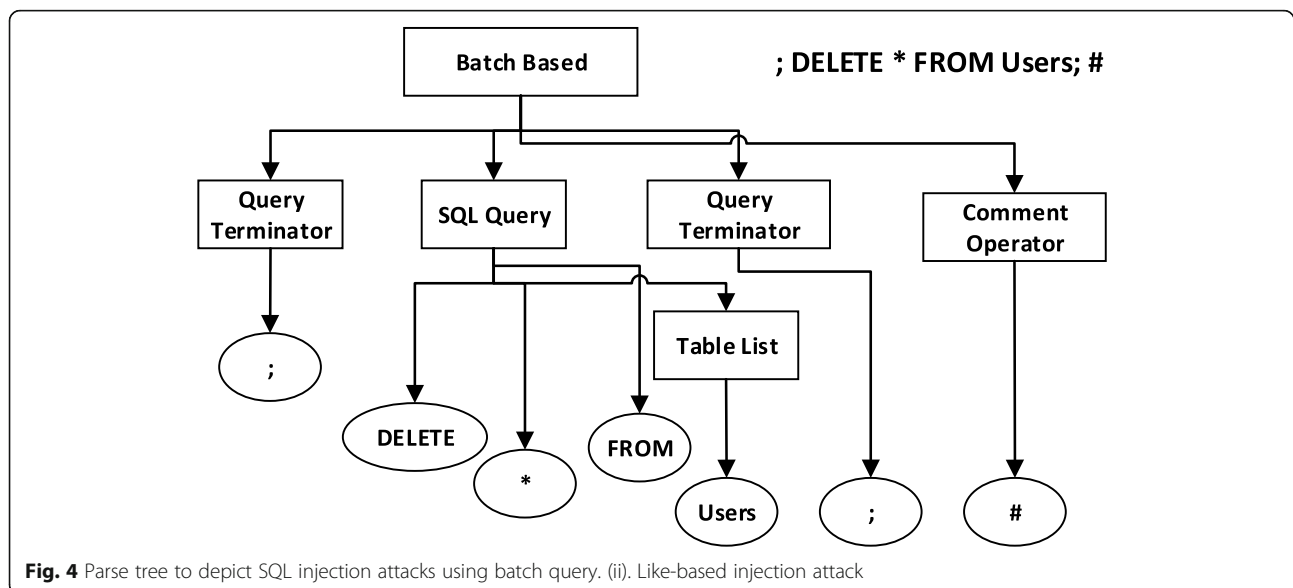 Batch Based
; DELETE * FROM Users; #
Query
Terminator
SQL Query
Query
Terminator
Comment
Operator
Table List
;
DELETE
*
FROM
Users
;
#
Fig. 4 Parse tree to depict SQL injection attacks using batch query. (ii). Like-based injection attack